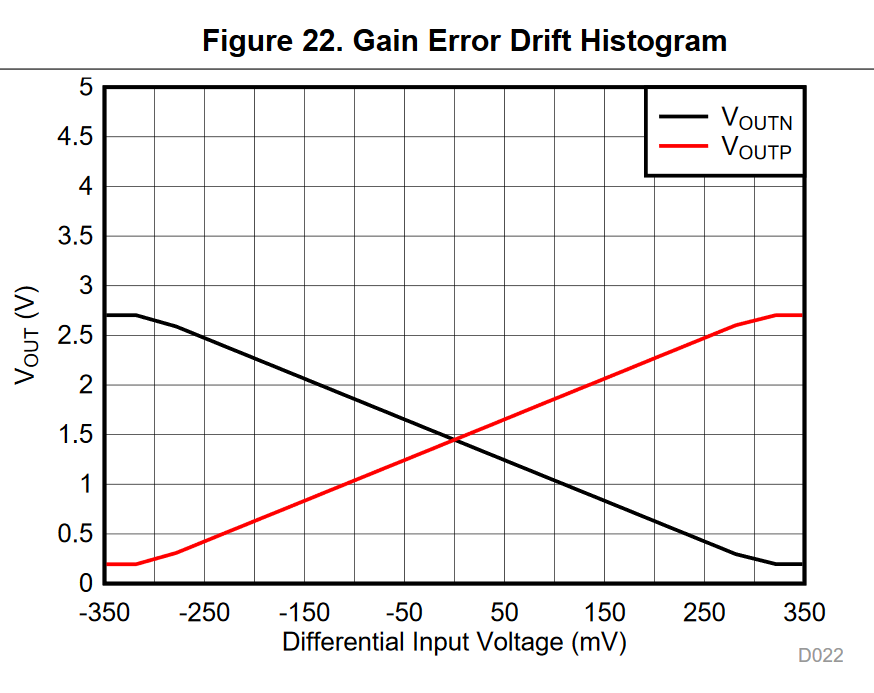 Figure 22. Gain Error Drift Histogram
5
4.5
4
3.5
3
2.5
2
1.5
1
0.5
0
VOUT (V)
VOUTN
VOUTP
-350 -250 -150 -50 50 150 250 350
Differential Input Voltage (mV)
D022